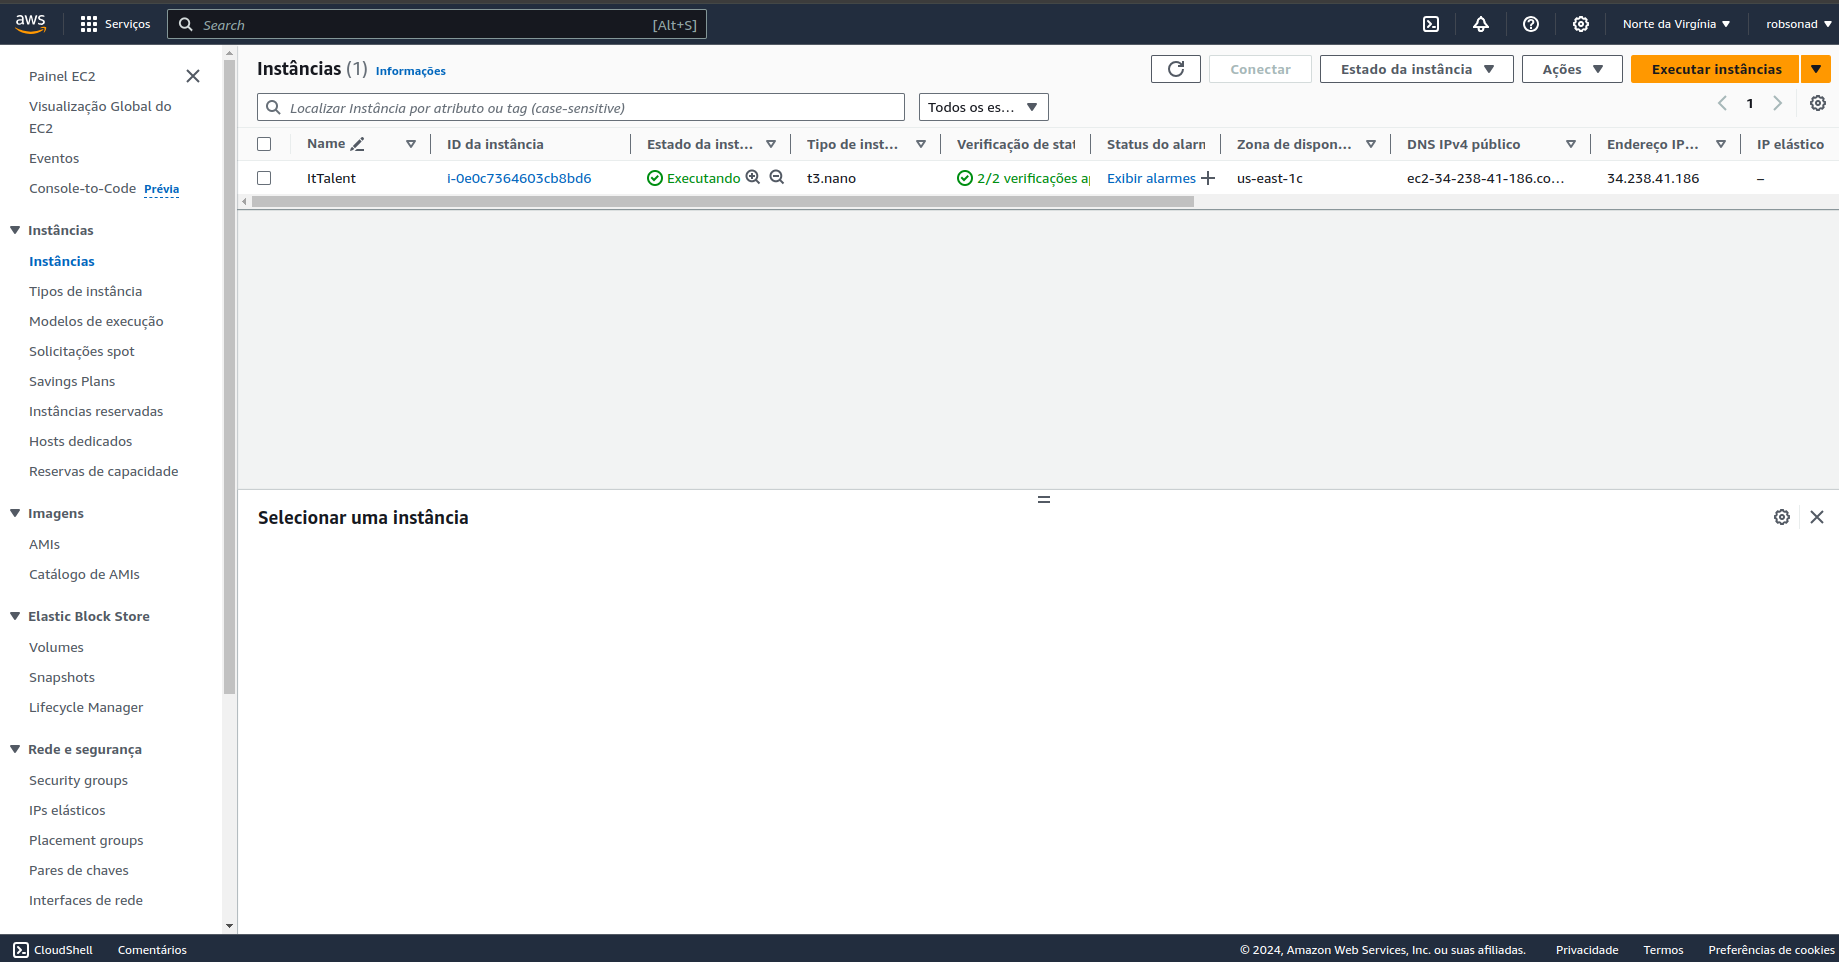 aws
Serviços
Search
[Alt+S]
Norte da Virgínia
robsonad
Painel EC2
Visualização Global do
EC2
Eventos
Console-to-Code Prévia
Instâncias
Instâncias
Tipos de instância
Modelos de execução
Solicitações spot
Savings Plans
Instâncias reservadas
Hosts dedicados
Reservas de capacidade
Imagens
AMIs
Catálogo de AMIs
Elastic Block Store
Volumes
Snapshots
Lifecycle Manager
Rede e segurança
Security groups
IPs elásticos
Placement groups
Pares de chaves
Interfaces de rede
Instâncias (1) Informações
Conectar
Estado da instância
Ações
Executar instâncias
Localizar Instância por atributo ou tag (case-sensitive)
Todos os es...
1
Name ID da instância Estado da inst... Tipo de inst... Verificação de stat Status do alarn Zona de dispon... DNS IPv4 público Endereço IP... IP elástico
ItTalent i-0e0c7364603cb8bd6 Executando t3.nano 2/2 verificações a Exibir alarmes us-east-1c ec2-34-238-41-186.co... 34.238.41.186 –
Selecionar uma instância
CloudShell Comentários © 2024, Amazon Web Services, Inc. ou suas afiliadas. Privacidade Termos Preferências de cookies